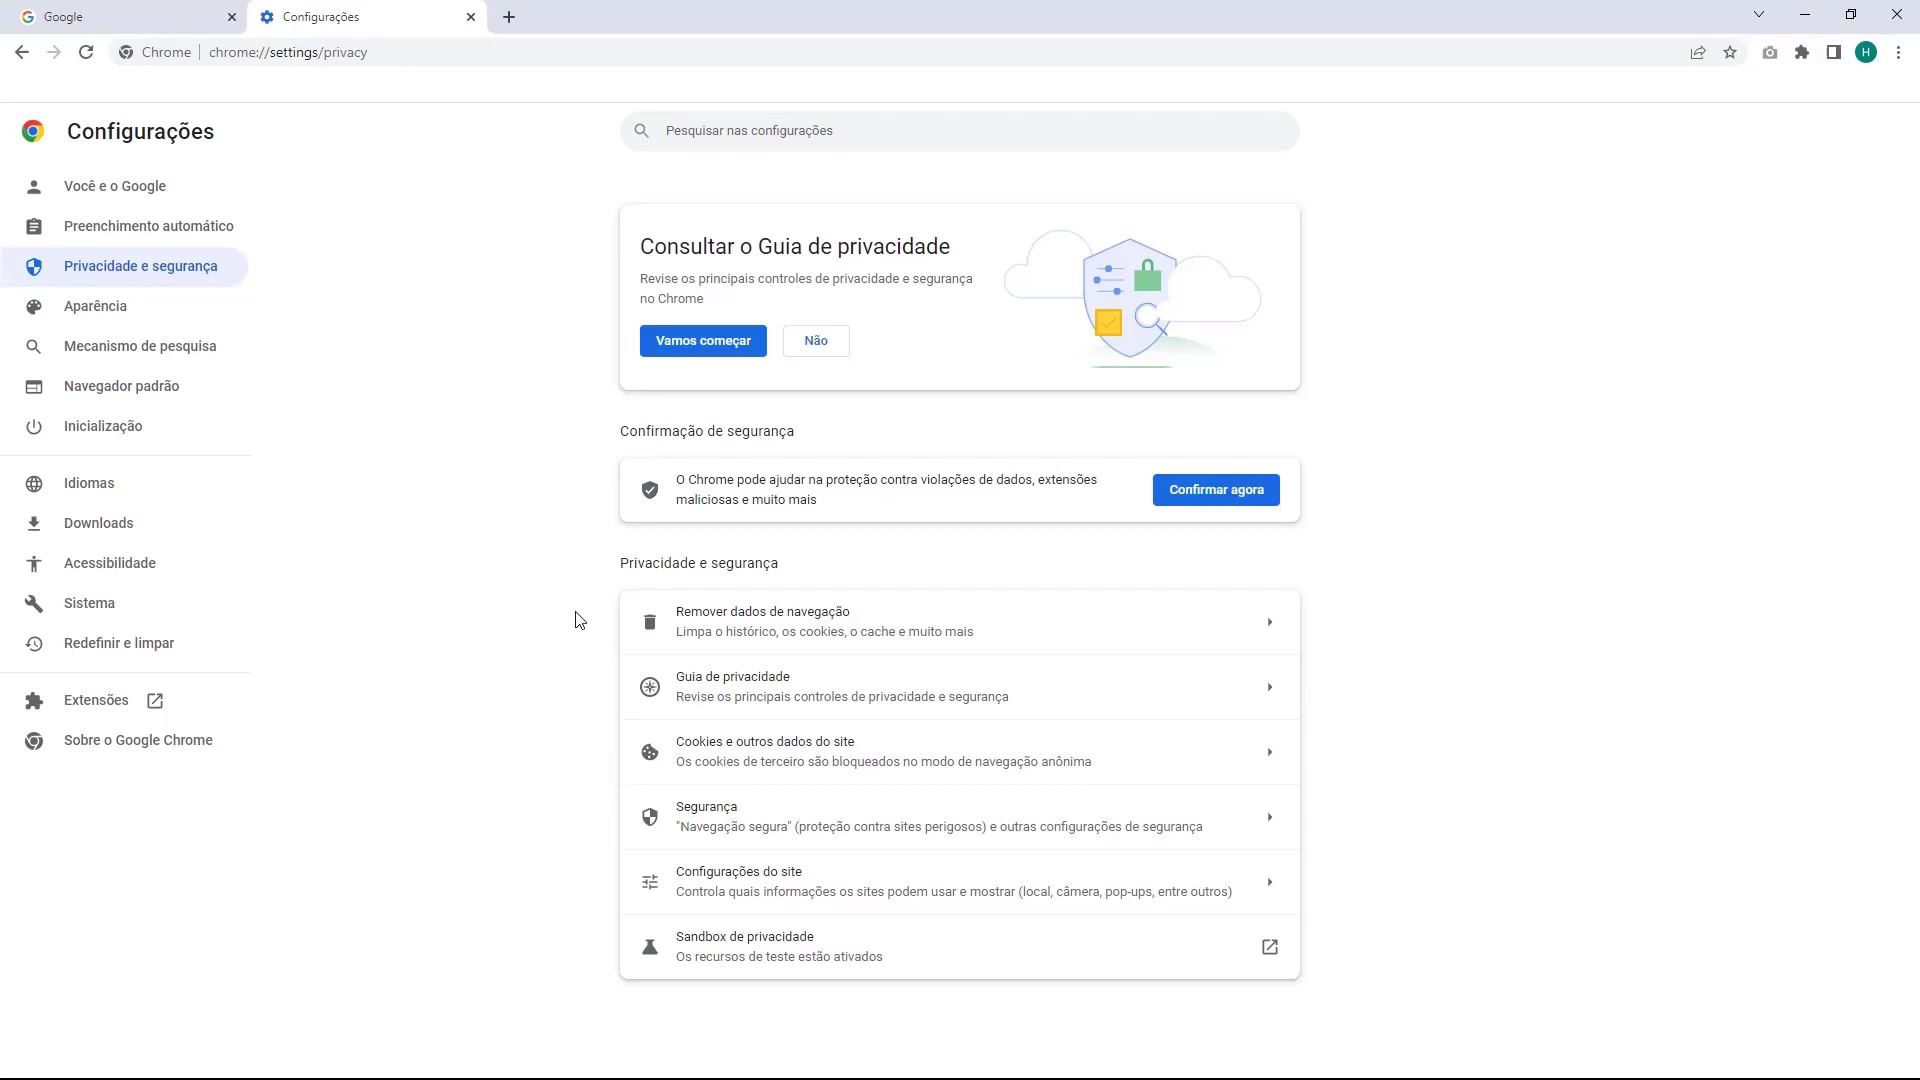 Google
Configurações
Chrome
chrome://settings/privacy
H
Configurações
Pesquisar nas configurações
Você e o Google
Preenchimento automático
Privacidade e segurança
Aparência
Mecanismo de pesquisa
Navegador padrão
Inicialização
Idiomas
Downloads
Acessibilidade
Sistema
Redefinir e limpar
Extensões
Sobre o Google Chrome
Consultar o Guia de privacidade
Revise os principais controles de privacidade e segurança
no Chrome
Vamos começar
Não
Confirmação de segurança
O Chrome pode ajudar na proteção contra violações de dados, extensões
maliciosas e muito mais
Confirmar agora
Privacidade e segurança
Remover dados de navegação
Limpa o histórico, os cookies, o cache e muito mais
Guia de privacidade
Revise os principais controles de privacidade e segurança
Cookies e outros dados do site
Os cookies de terceiro são bloqueados no modo de navegação anônima
Segurança
"Navegação segura" (proteção contra sites perigosos) e outras configurações de segurança
Configurações do site
Controla quais informações os sites podem usar e mostrar (local, câmera, pop-ups, entre outros)
Sandbox de privacidade
Os recursos de teste estão ativados